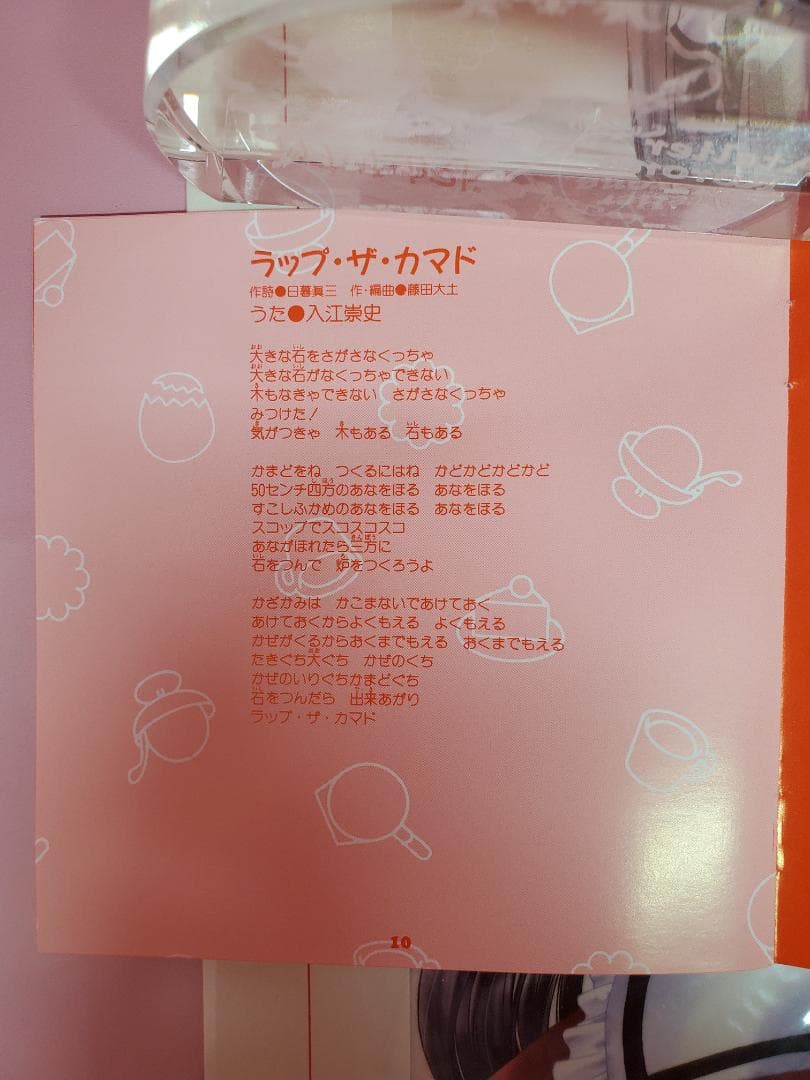 ラップ・ザ・カマド
作詩●日暮眞三　作・編曲●藤田大土
うた●入江崇史
大きな石をさがさなくっちゃ
大きな石がなくっちゃできない
木もなきゃできない　さがさなくっちゃ
みつけた！
気がつきゃ　木もある　石もある
かまどをね　つくるにはね　かどかどかどかど
50センチ四方のあなをほる　あなをほる
すこしふかめのあなをほる　あなをほる
スコップでスコスコスコ
あながほれたら三方に
石をつんで　炉をつくろうよ
かざかみは　かこまないであけておく
あけておくからよくもえる　よくもえる
かぜがくるからおくまでもえる　おくまでもえる
たきぐち大ぐち　かぜのくち
かぜのいりぐちかまどぐち
石をつんだら　出来あがり
ラップ・ザ・カマド
10